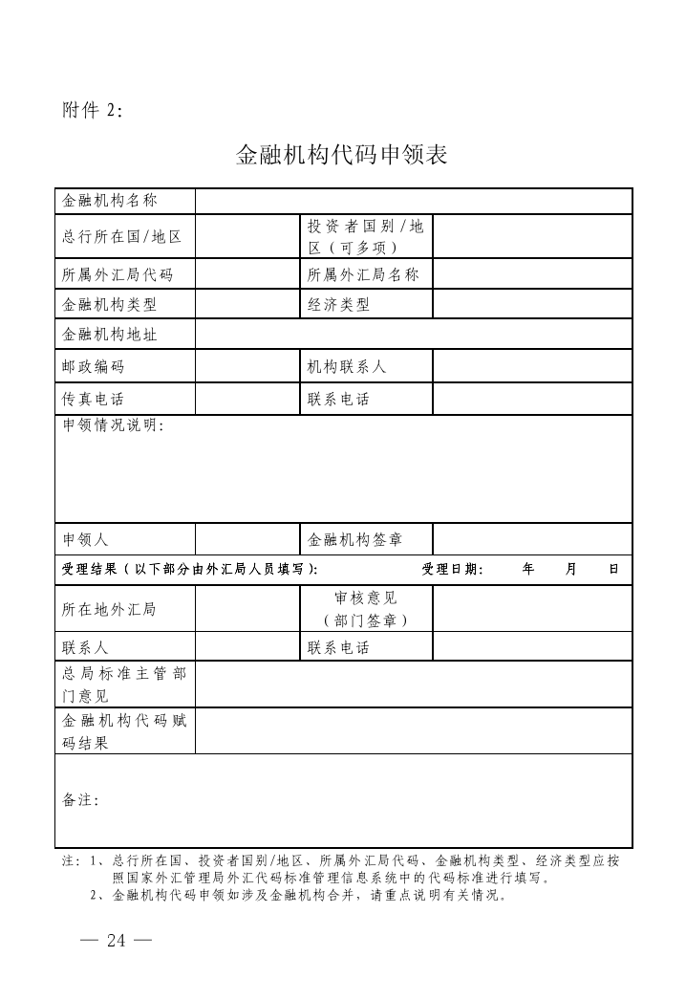 附件 2：
金融机构代码申领表
金融机构名称
总行所在国/地区
投资者国别/地
区（可多项）
所属外汇局代码
所属外汇局名称
金融机构类型
经济类型
金融机构地址
邮政编码
机构联系人
传真电话
联系电话
申领情况说明：
申领人
金融机构签章
受理结果（以下部分由外汇局人员填写）： 受理日期： 年 月 日
所在地外汇局
审核意见
（部门签章）
联系人
联系电话
总局标准主管部
门意见
金融机构代码赋
码结果
备注：
注：1、总行所在国、投资者国别/地区、所属外汇局代码、金融机构类型、经济类型应按
照国家外汇管理局外汇代码标准管理信息系统中的代码标准进行填写。
2、金融机构代码申领如涉及金融机构合并，请重点说明有关情况。
— 24 —